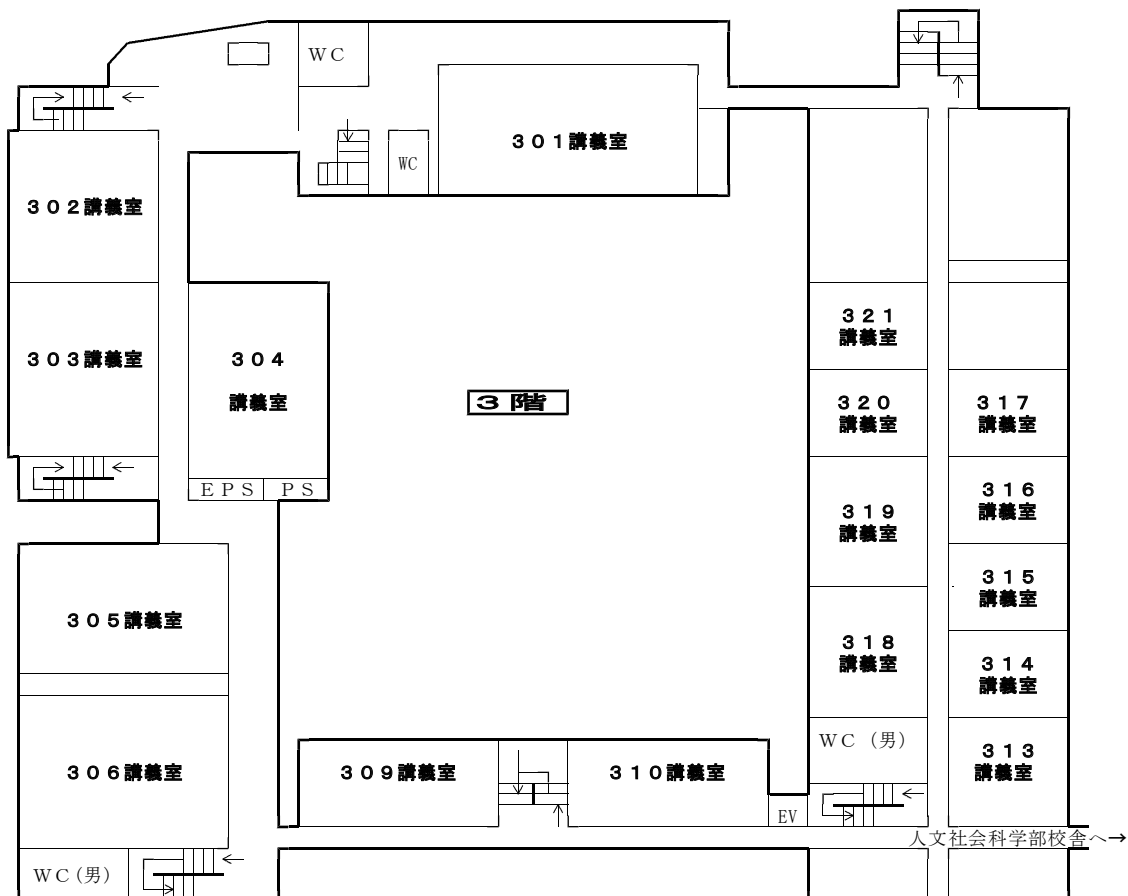 ＷＣ
３０１講義室
WC
３０２講義室
３０３講義室
３０４
講義室
３階
ＥＰＳ
ＰＳ
３２１
講義室
３２０
講義室
３１７
講義室
３１９
講義室
３１６
講義室
３１５
講義室
３１８
講義室
３１４
講義室
３０５講義室
３０６講義室
３０９講義室
３１０講義室
ＷＣ（男）
３１３
講義室
EV
人文社会科学部校舎へ→
ＷＣ（男）